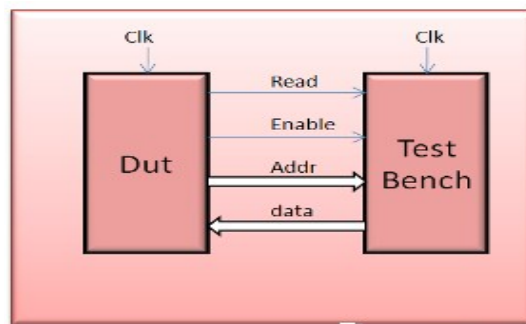 Clk
Clk
Read
Enable
Dut
Addr
Test
Bench
data